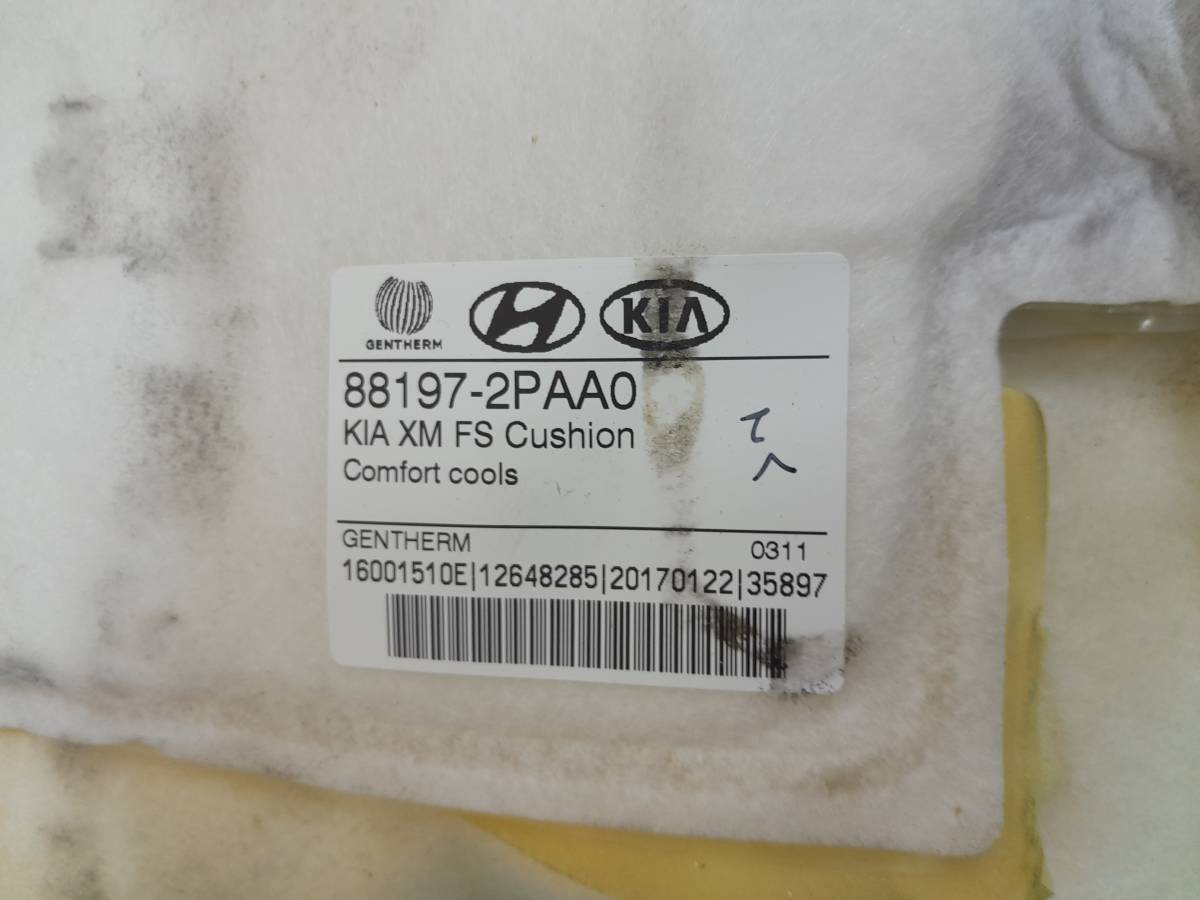 GENTHERM
KIA
88197-2PAA0
KIA XM FS Cushion
Comfort cools
GENTHERM 0311
16001510E|12648285|20170122|35897